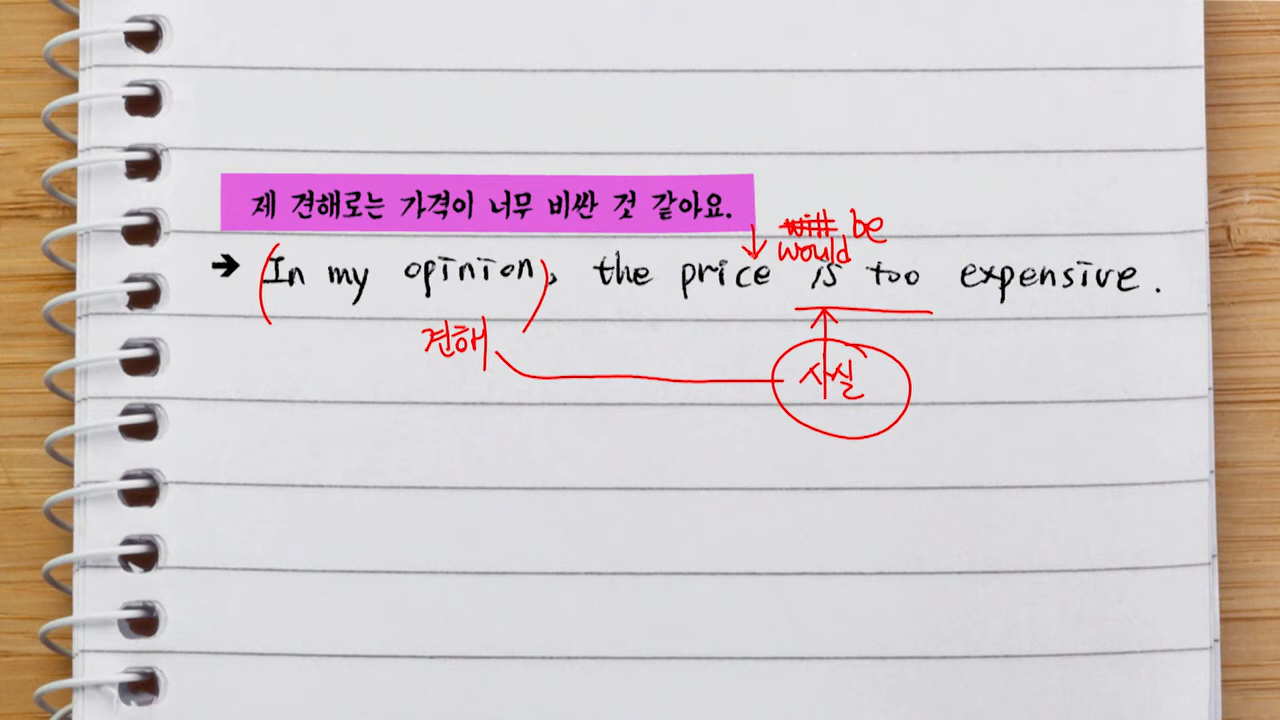 제 견해로는 가격이 너무 비싼 것 같아요.
will be
would
→ (In my opinion), the price is too expensive.
견해
사실